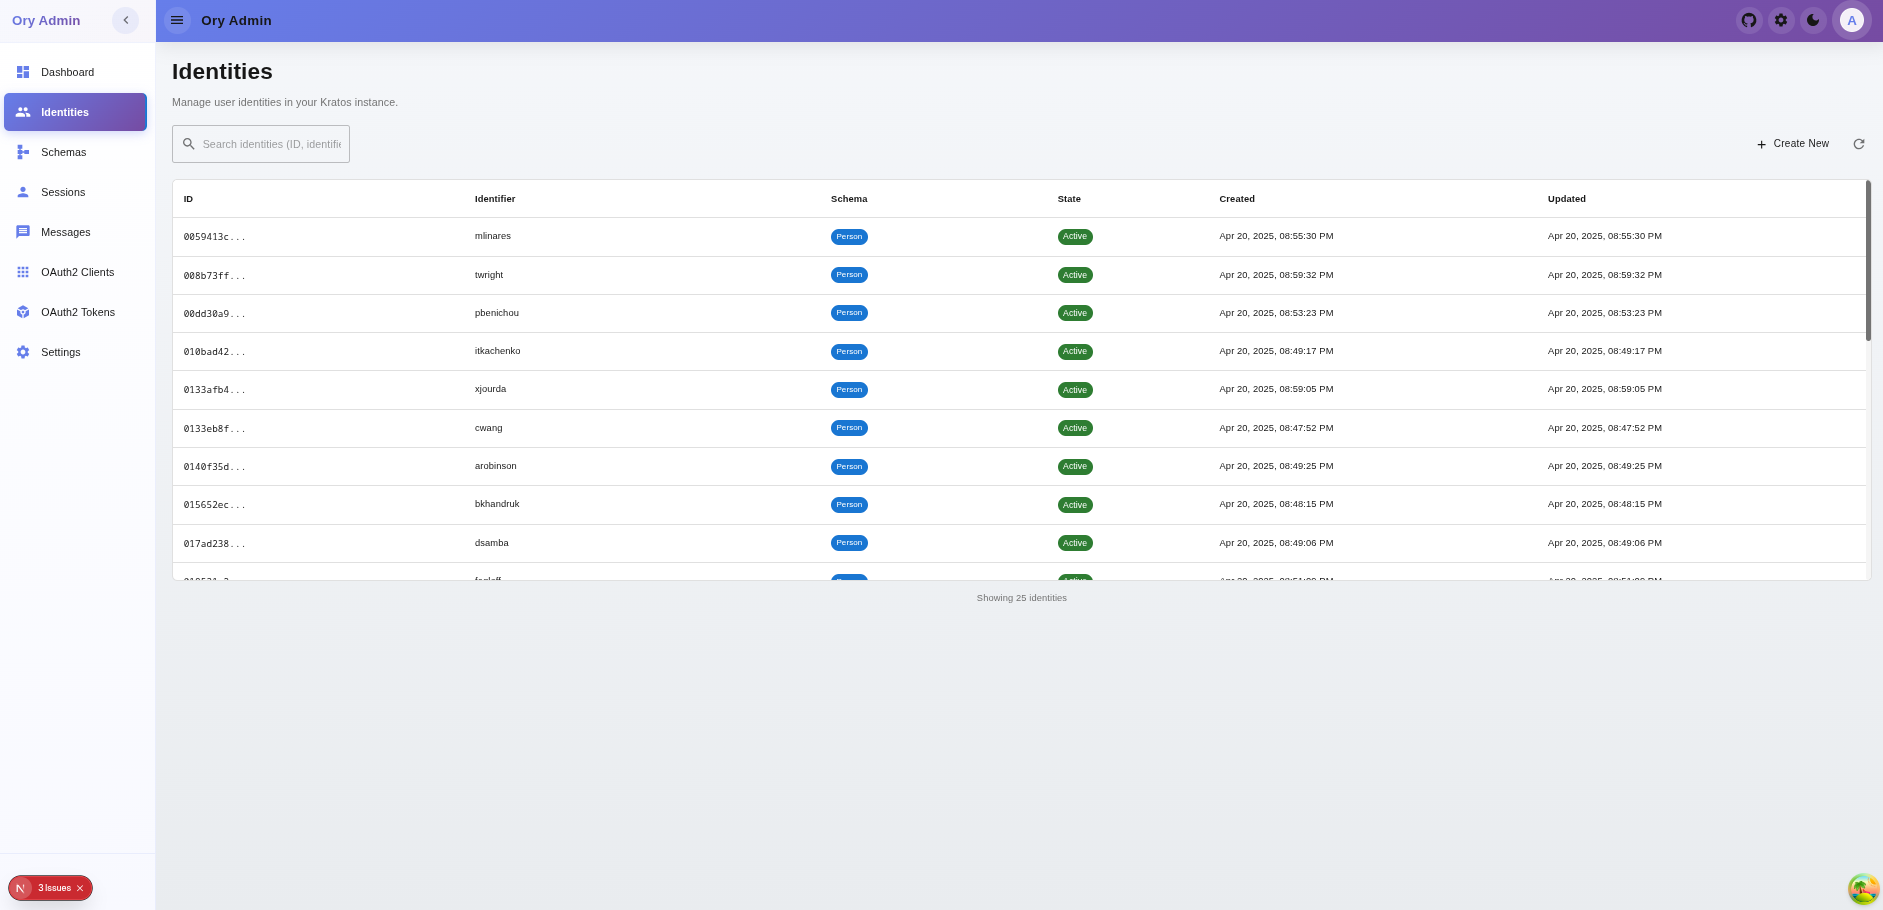 Ory Admin
Ory Admin
A
Dashboard
Identities
Schemas
Sessions
Messages
OAuth2 Clients
OAuth2 Tokens
Settings
Identities
Manage user identities in your Kratos instance.
Search identities (ID, identifie
Create New
ID Identifier Schema State Created Updated
0059413c... mlinares Person Active Apr 20, 2025, 08:55:30 PM Apr 20, 2025, 08:55:30 PM
008b73ff... twright Person Active Apr 20, 2025, 08:59:32 PM Apr 20, 2025, 08:59:32 PM
00dd30a9... pbenichou Person Active Apr 20, 2025, 08:53:23 PM Apr 20, 2025, 08:53:23 PM
010bad42... itkachenko Person Active Apr 20, 2025, 08:49:17 PM Apr 20, 2025, 08:49:17 PM
0133afb4... xjourda Person Active Apr 20, 2025, 08:59:05 PM Apr 20, 2025, 08:59:05 PM
0133eb8f... cwang Person Active Apr 20, 2025, 08:47:52 PM Apr 20, 2025, 08:47:52 PM
0140f35d... arobinson Person Active Apr 20, 2025, 08:49:25 PM Apr 20, 2025, 08:49:25 PM
015652ec... bkhandruk Person Active Apr 20, 2025, 08:48:15 PM Apr 20, 2025, 08:48:15 PM
017ad238... dsamba Person Active Apr 20, 2025, 08:49:06 PM Apr 20, 2025, 08:49:06 PM
Showing 25 identities
N 3 Issues